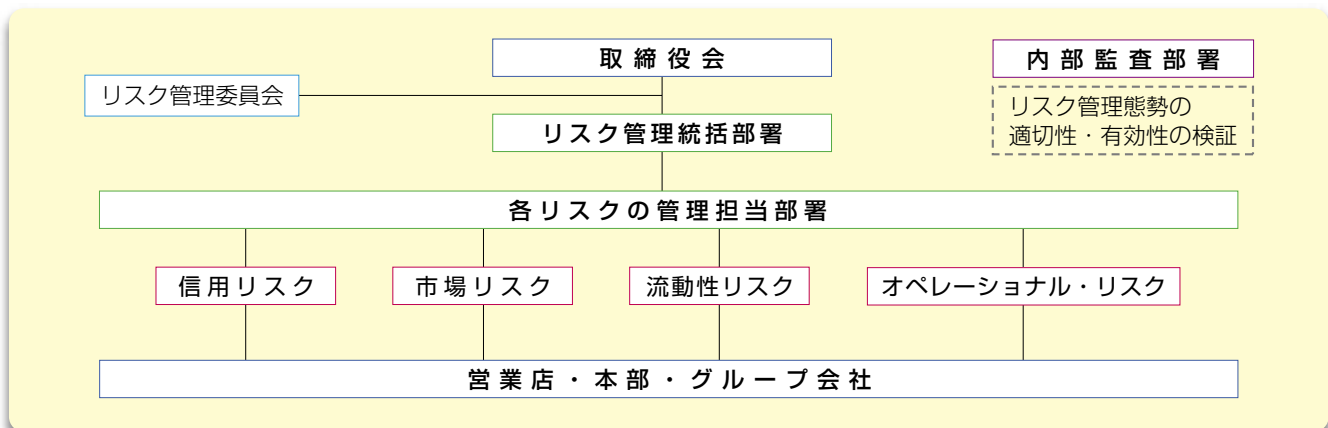 取締役会
内部監査部署
リスク管理委員会
リスク管理態勢の
適切性・有効性の検証
リスク管理統括部署
各リスクの管理担当部署
信用リスク
市場リスク
流動性リスク
オペレーショナル・リスク
営業店・本部・グループ会社